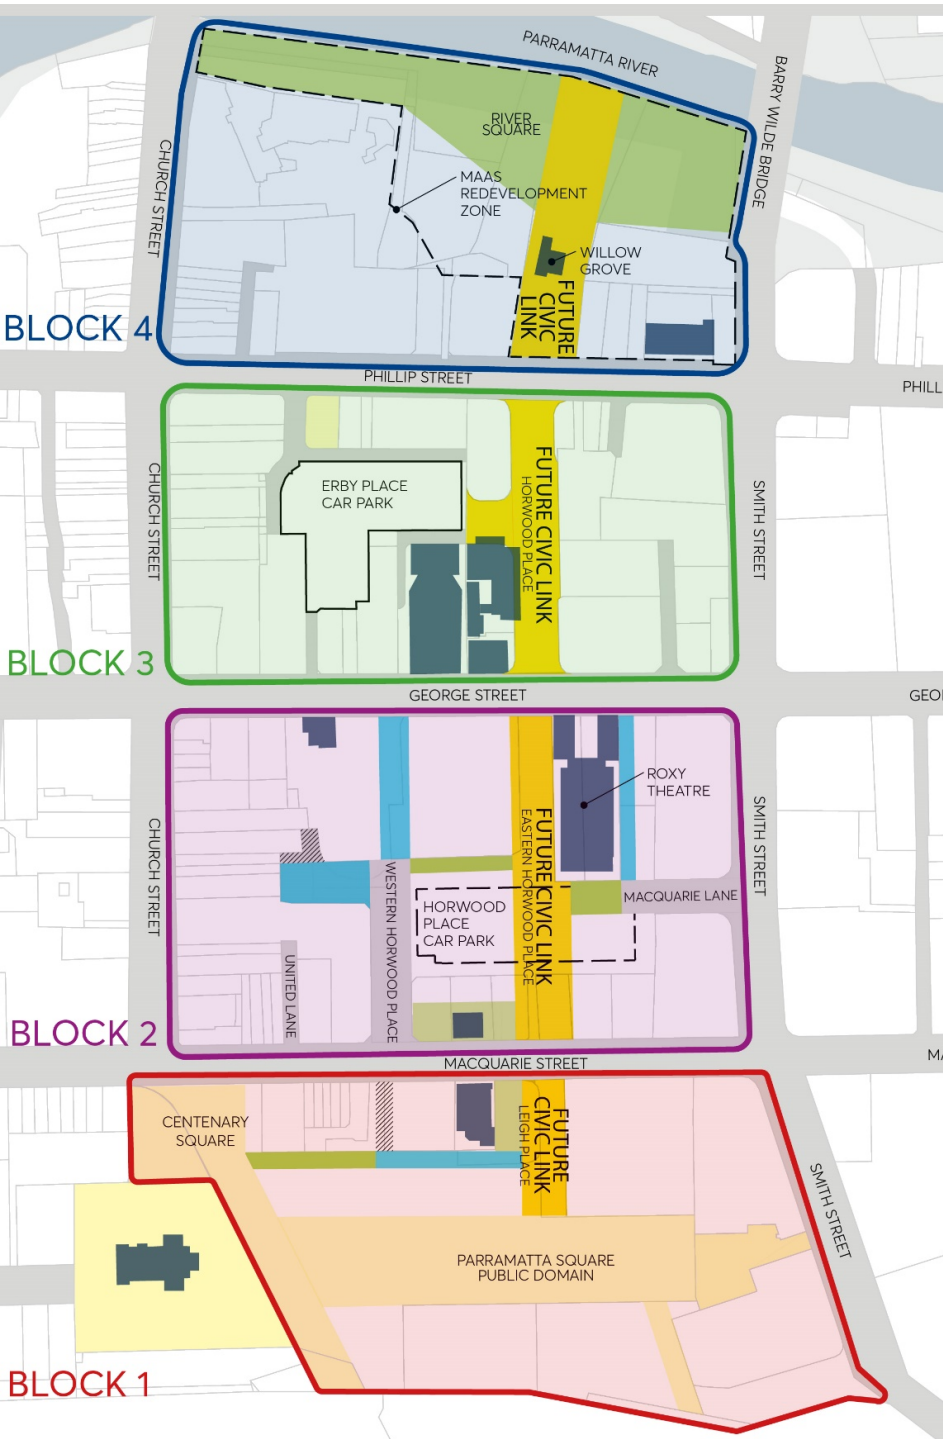 PARRAMATTA RIVER
BARRY WILDE BRIDGE
RIVER
SQUARE
CHURCH STREET
MAAS
REDEVELOPMENT
ZONE
WILLOW
GROVE
FUTURE
CIVIC
LINK
BLOCK 4
PHILLIP STREET
PHILL
FUTURE CIVIC LINK
HORWOOD PLACE
ERBY PLACE
CAR PARK
CHURCH STREET
SMITH STREET
BLOCK 3
GEORGE STREET
GEO
ROXY
THEATRE
CHURCH STREET
SMITH STREET
FUTURE CIVIC LINK
EASTERN HORWOOD PLACE
WESTERN HORWOOD PLACE
MACQUARIE LANE
HORWOOD
PLACE
CAR PARK
UNITED LANE
BLOCK 2
MACQUARIE STREET
MA
CENTENARY
SQUARE
FUTURE
CIVIC LINK
LEIGH PLACE
SMITH STREET
PARRAMATTA SQUARE
PUBLIC DOMAIN
BLOCK 1